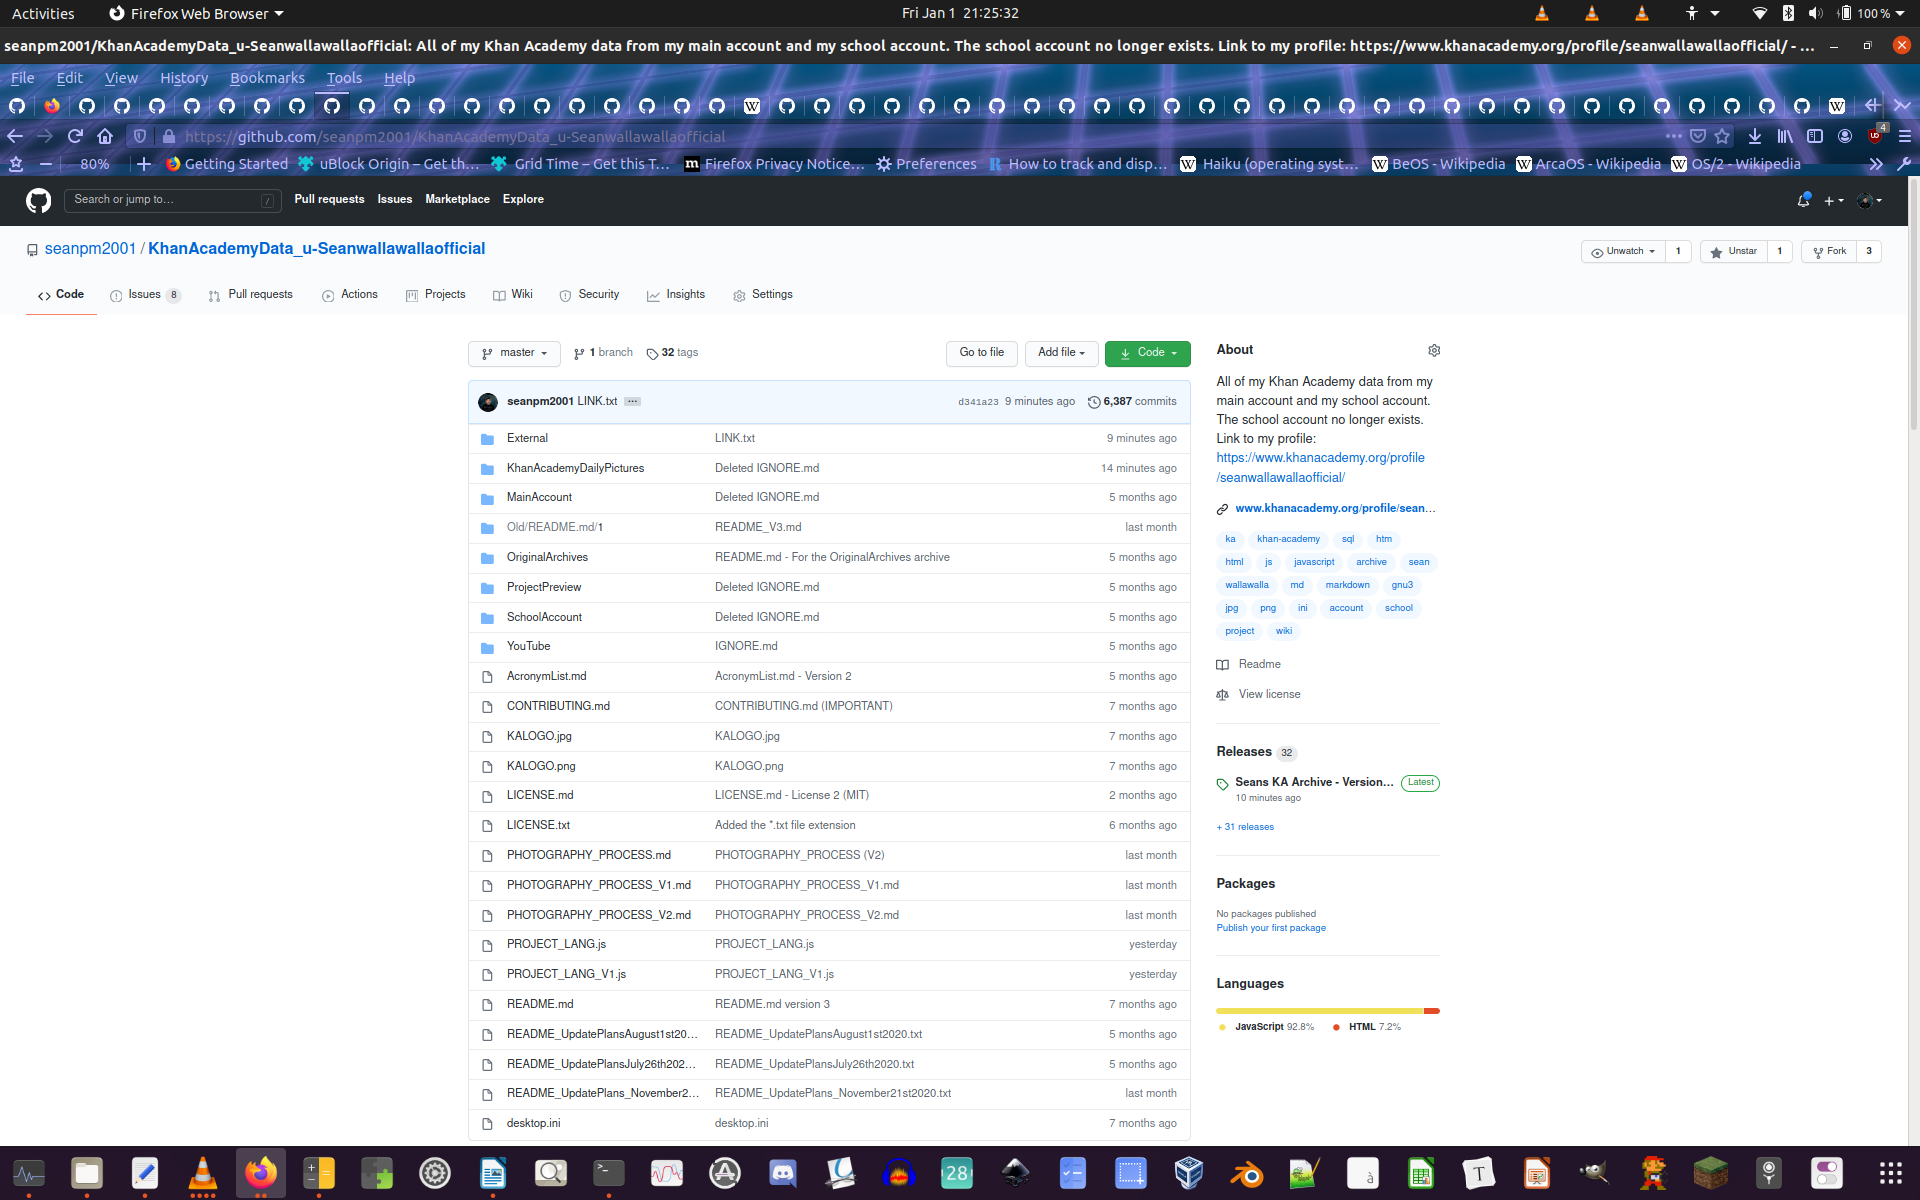 Activities
Firefox Web Browser
Fri Jan 1 21:25:32
100 %
seanpm2001/KhanAcademyData_u-Seanwallawallaofficial: All of my Khan Academy data from my main account and my school account. The school account no longer exists. Link to my profile: https://www.khanacademy.org/profile/seanwallawallaofficial/ - ...
File Edit View History Bookmarks Tools Help
https://github.com/seanpm2001/KhanAcademyData_u-Seanwallawallaofficial
4
80%
Getting Started
uBlock Origin – Get th…
Grid Time – Get this T…
Firefox Privacy Notice…
Preferences
How to track and disp…
Haiku (operating syst…
BeOS - Wikipedia
ArcaOS - Wikipedia
OS/2 - Wikipedia
Search or jump to…
/
Pull requests Issues Marketplace Explore
seanpm2001 / KhanAcademyData_u-Seanwallawallaofficial
Unwatch 1
Unstar 1
Fork 3
Code
Issues 8
Pull requests
Actions
Projects
Wiki
Security
Insights
Settings
master
1 branch
32 tags
Go to file
Add file
Code
seanpm2001 LINK.txt ...
d341a23 9 minutes ago
6,387 commits
External LINK.txt 9 minutes ago
KhanAcademyDailyPictures Deleted IGNORE.md 14 minutes ago
MainAccount Deleted IGNORE.md 5 months ago
Old/README.md/1 README_V3.md last month
OriginalArchives README.md - For the OriginalArchives archive 5 months ago
ProjectPreview Deleted IGNORE.md 5 months ago
SchoolAccount Deleted IGNORE.md 5 months ago
YouTube IGNORE.md 5 months ago
AcronymList.md AcronymList.md - Version 2 5 months ago
CONTRIBUTING.md CONTRIBUTING.md (IMPORTANT) 7 months ago
KALOGO.jpg KALOGO.jpg 7 months ago
KALOGO.png KALOGO.png 7 months ago
LICENSE.md LICENSE.md - License 2 (MIT) 2 months ago
LICENSE.txt Added the *.txt file extension 6 months ago
PHOTOGRAPHY_PROCESS.md PHOTOGRAPHY_PROCESS (V2) last month
PHOTOGRAPHY_PROCESS_V1.md PHOTOGRAPHY_PROCESS_V1.md last month
PHOTOGRAPHY_PROCESS_V2.md PHOTOGRAPHY_PROCESS_V2.md last month
PROJECT_LANG.js PROJECT_LANG.js yesterday
PROJECT_LANG_V1.js PROJECT_LANG_V1.js yesterday
README.md README.md version 3 7 months ago
README_UpdatePlansAugust1st20… README_UpdatePlansAugust1st2020.txt 5 months ago
README_UpdatePlansJuly26th202… README_UpdatePlansJuly26th2020.txt 5 months ago
README_UpdatePlans_November2… README_UpdatePlans_November21st2020.txt last month
desktop.ini desktop.ini 7 months ago
About
All of my Khan Academy data from my
main account and my school account.
The school account no longer exists.
Link to my profile:
https://www.khanacademy.org/profile
/seanwallawallaofficial/
www.khanacademy.org/profile/sean…
ka khan-academy sql htm
html js javascript archive sean
wallawalla md markdown gnu3
jpg png ini account school
project wiki
Readme
View license
Releases 32
Seans KA Archive - Version… Latest
10 minutes ago
+ 31 releases
Packages
No packages published
Publish your first package
Languages
JavaScript 92.8% HTML 7.2%
28